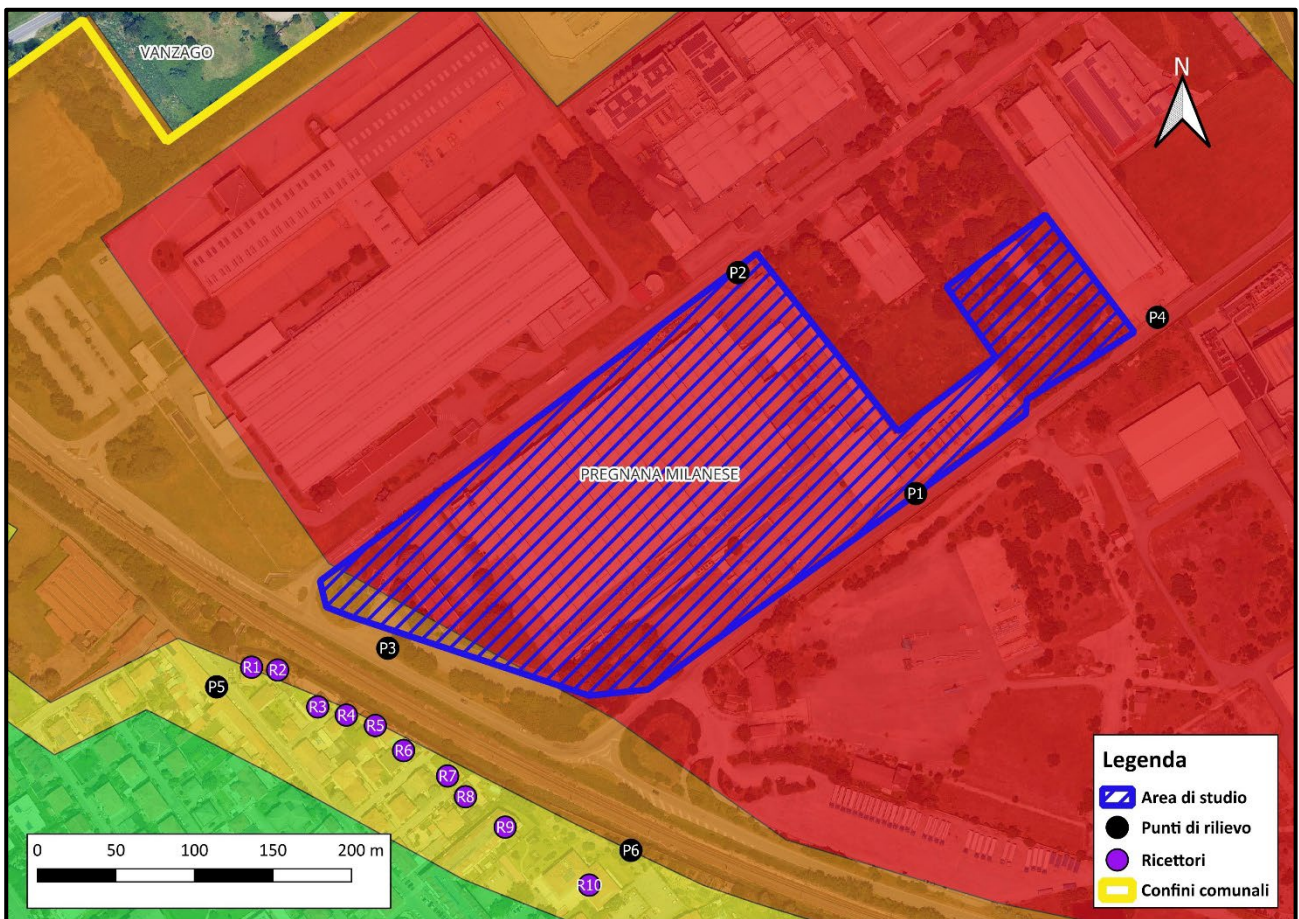 VANZAGO
N
P2
P4
PREGNANA MILANESE
P1
P3
R1
R2
P5
R3
R4
R5
R6
R7
R8
R9
P6
R10
0 50 100 150 200 m
Legenda
Area di studio
Punti di rilievo
Ricettori
Confini comunali